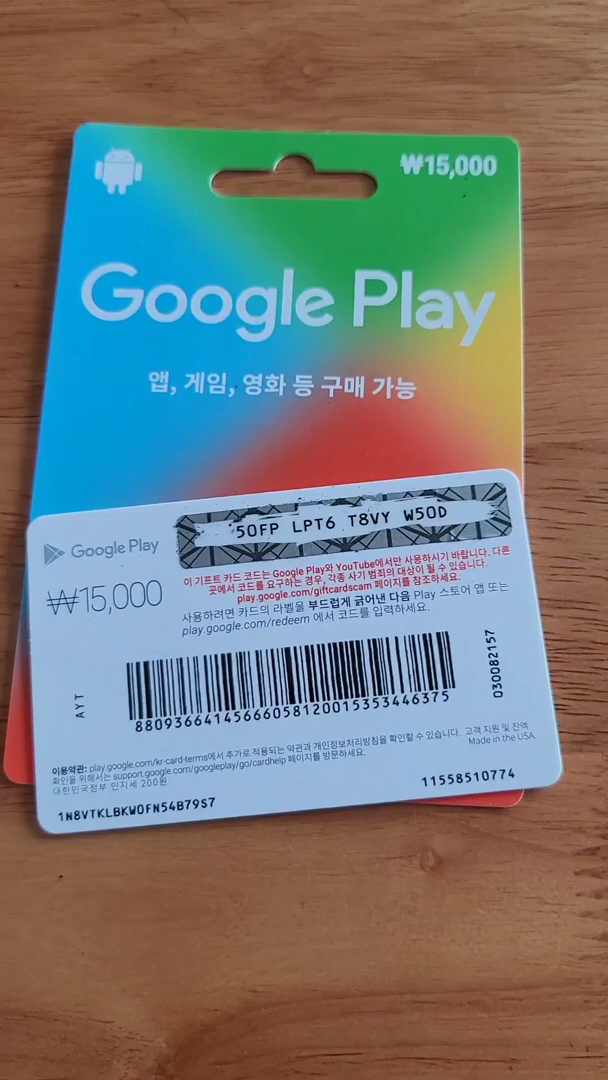 ₩15,000
Google Play
앱, 게임, 영화 등 구매 가능
5OFP LPT6 T8VY W5OD
Google Play
₩15,000
이 기프트 카드 코드는 Google Play와 YouTube에서만 사용하시기 바랍니다. 다른
곳에서 코드를 요구하는 경우, 각종 사기 범죄의 대상이 될 수 있습니다.
play.google.com/giftcardscam 페이지를 참조하세요.
사용하려면 카드의 라벨을 부드럽게 긁어낸 다음 Play 스토어 앱 또는
play.google.com/redeem 에서 코드를 입력하세요.
AYT
030082157
880936641456660581200153534463​75
이용약관: play.google.com/kr-card-terms에서 추가로 적용되는 약관과 개인정보처리방침을 확인할 수 있습니다. 고객 지원 및 잔액
확인을 위해서는 support.google.com/googleplay/go/cardhelp 페이지를 방문하세요.
Made in the USA.
대한민국정부 인지세 200원
11558510774
1N8VTKLBKWOFN54B79S7